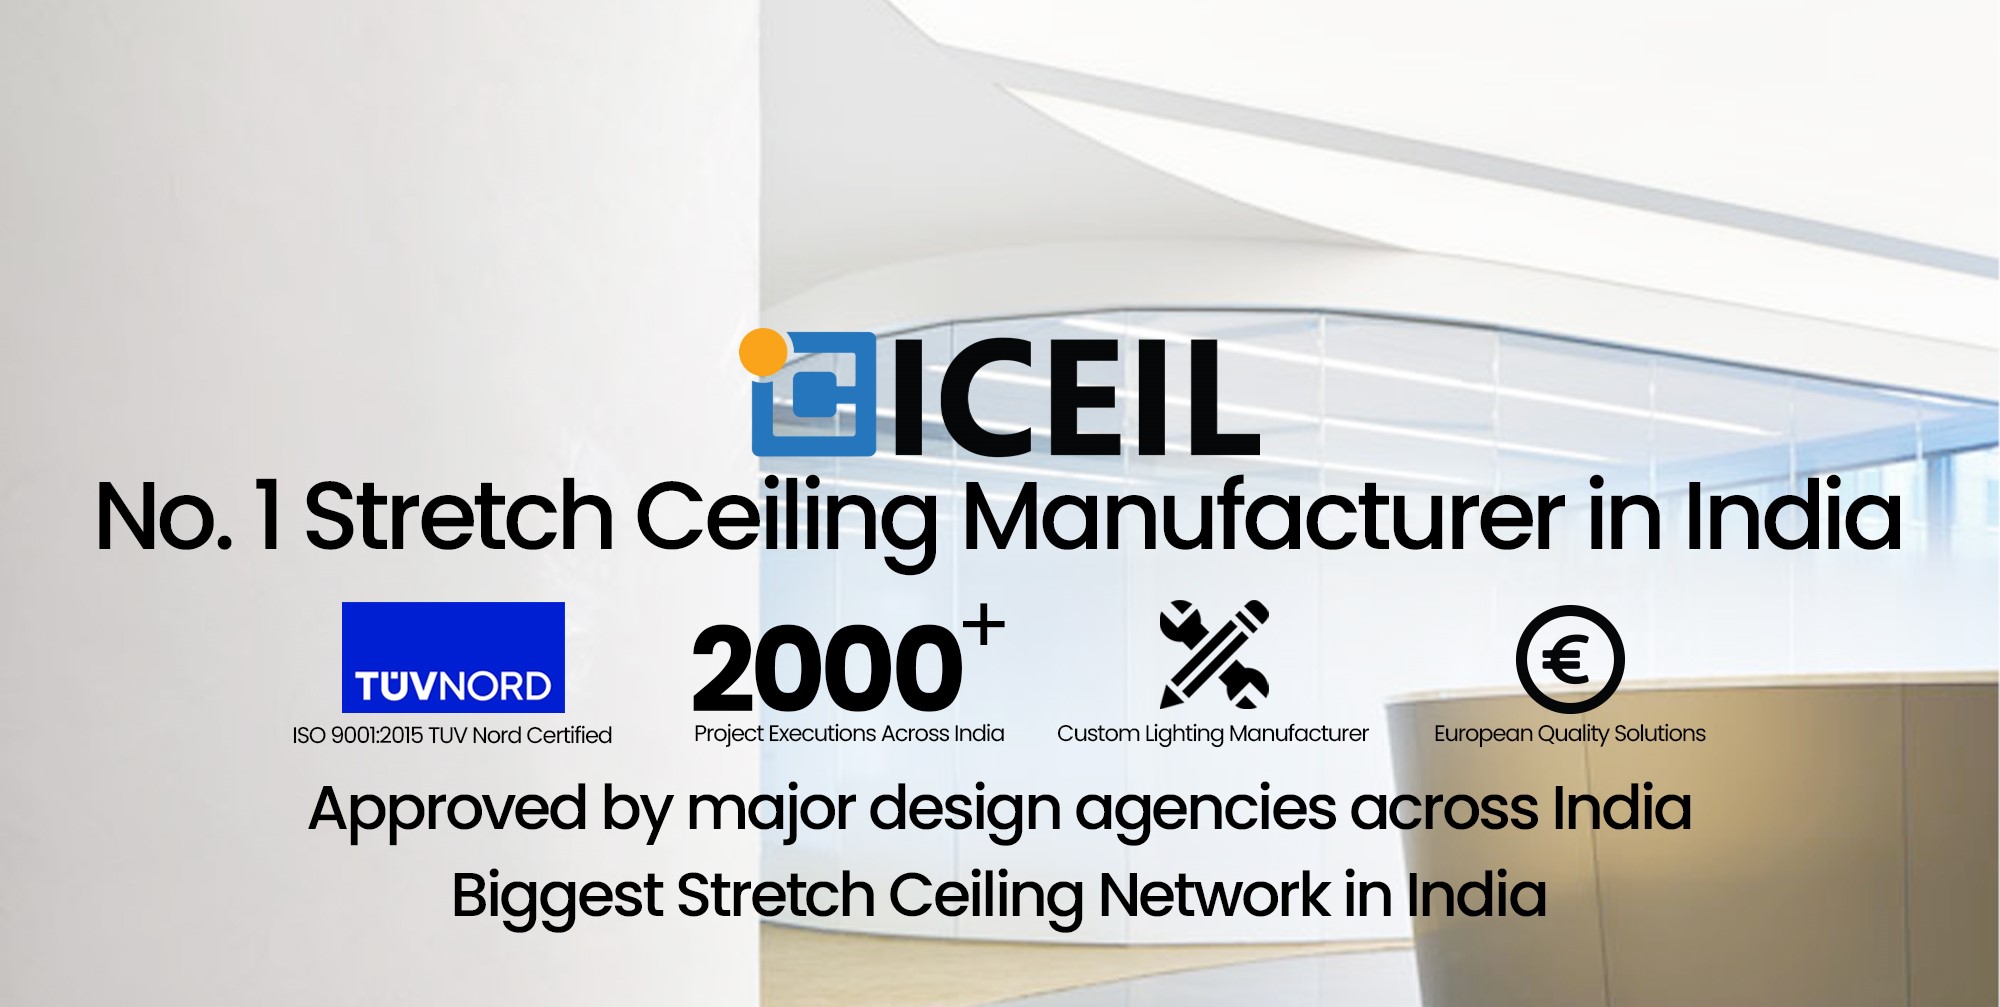 ICEIL
No. 1 Stretch Ceiling Manufacturer in India
TÜVNORD
2000+
€
ISO 9001:2015 TUV Nord Certified
Project Executions Across India
Custom Lighting Manufacturer
European Quality Solutions
Approved by major design agencies across India
Biggest Stretch Ceiling Network in India